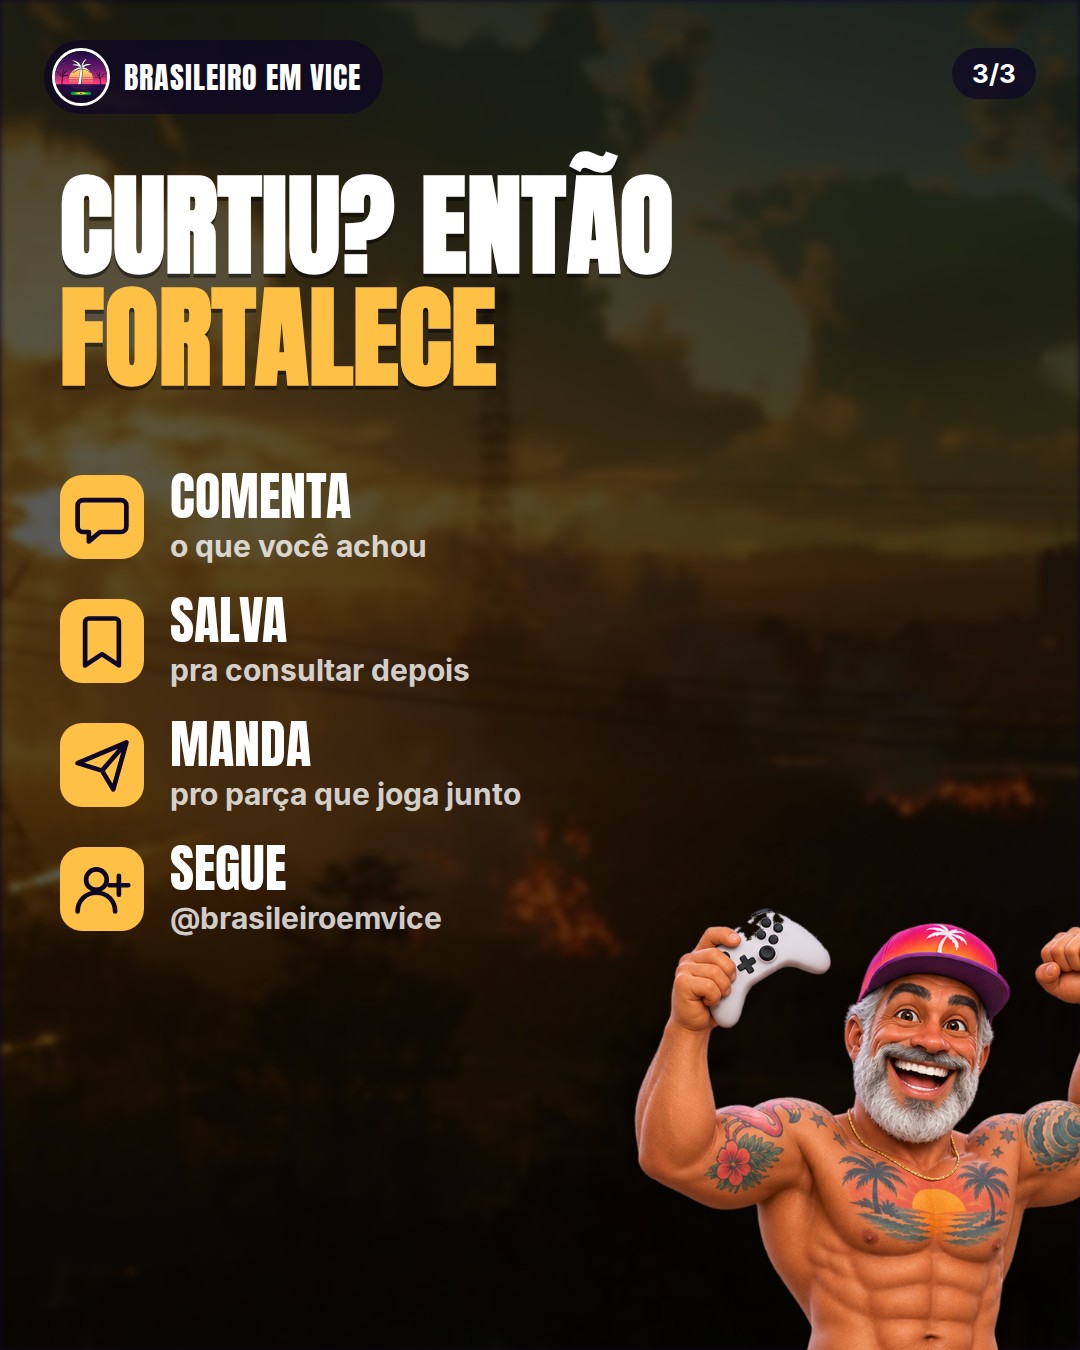 BRASILEIRO EM VICE
3/3
CURTIU? ENTÃO
FORTALECE
COMENTA
o que você achou
SALVA
pra consultar depois
MANDA
pro parça que joga junto
SEGUE
@brasileiroemvice